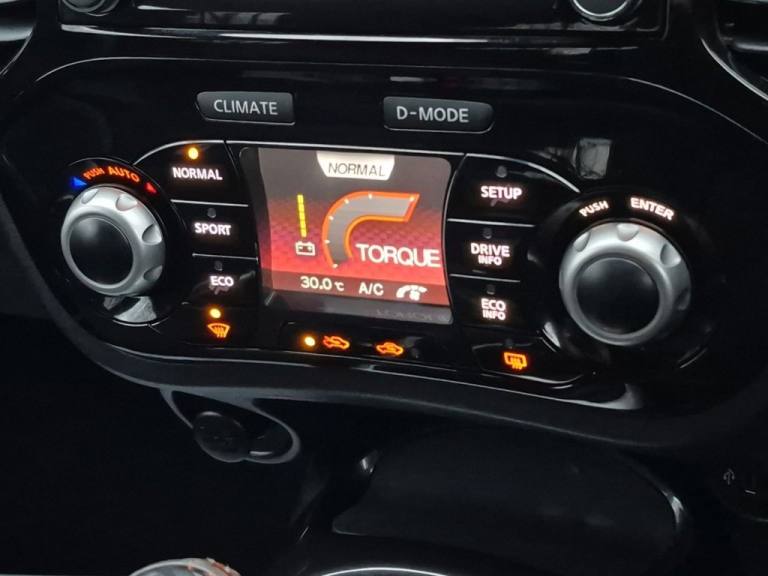 CLIMATE
D-MODE
PUSH AUTO
NORMAL
NORMAL
SETUP
PUSH ENTER
SPORT
TORQUE
DRIVE
INFO
ECO
30.0℃ A/C
ECO
INFO